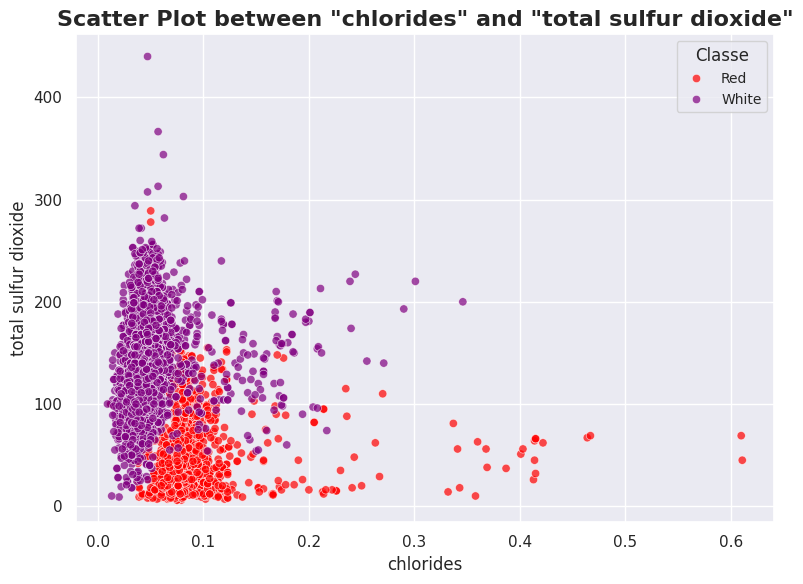 Scatter Plot between "chlorides" and "total sulfur dioxide"
Classe
Red
White
400
300
200
100
0
total sulfur dioxide
0.0 0.1 0.2 0.3 0.4 0.5 0.6
chlorides